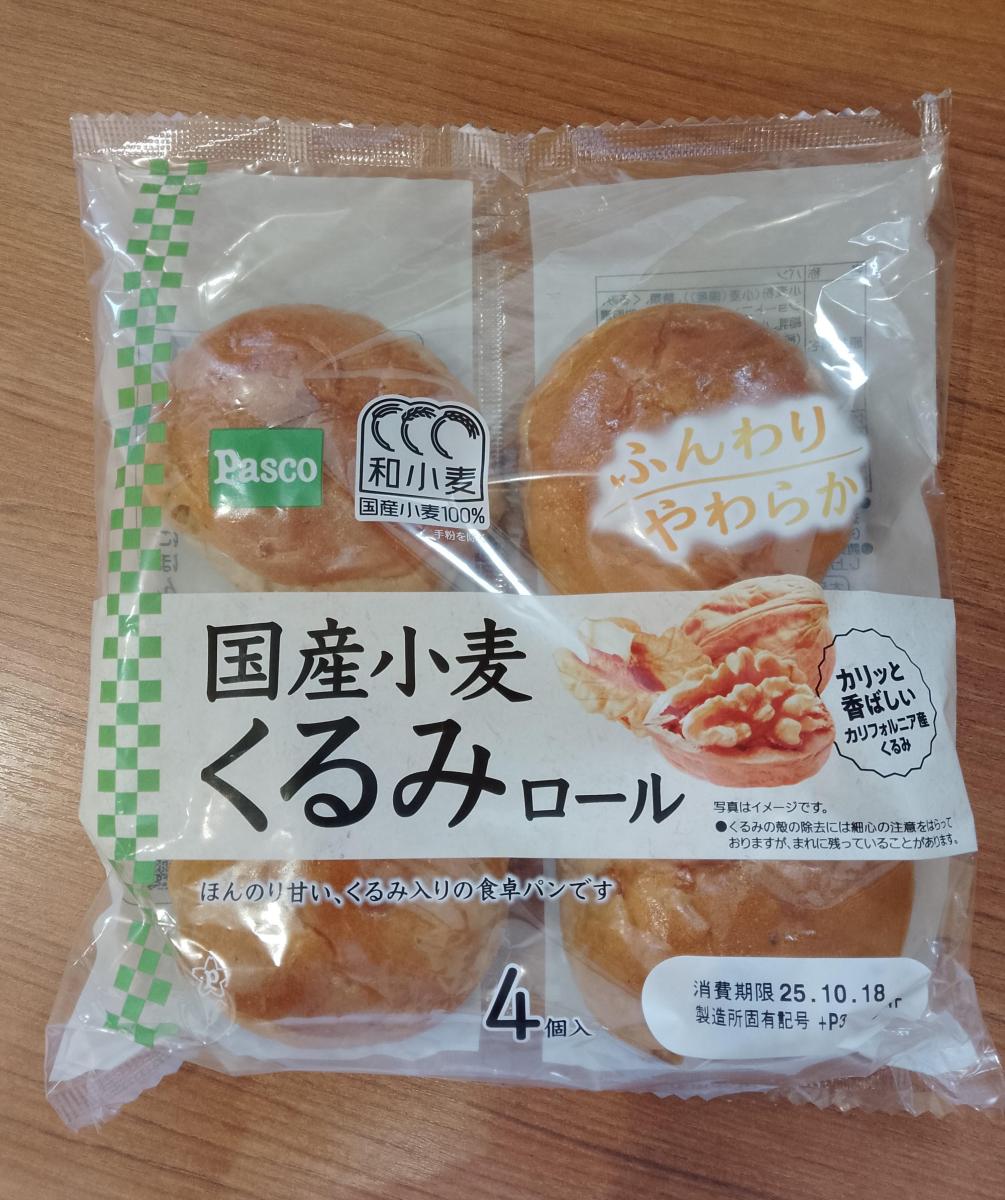 Pasco
和小麦
国産小麦100%
手粉を除
ふんわり
やわらか
国産小麦
くるみロール
カリッと
香ばしい
カリフォルニア産
くるみ
写真はイメージです。
●くるみの殻の除去には細心の注意をはらって
おりますが、まれに残っていることがあります。
ほんのり甘い、くるみ入りの食卓パンです
4個入
消費期限 25.10.18
製造所固有記号 +P3